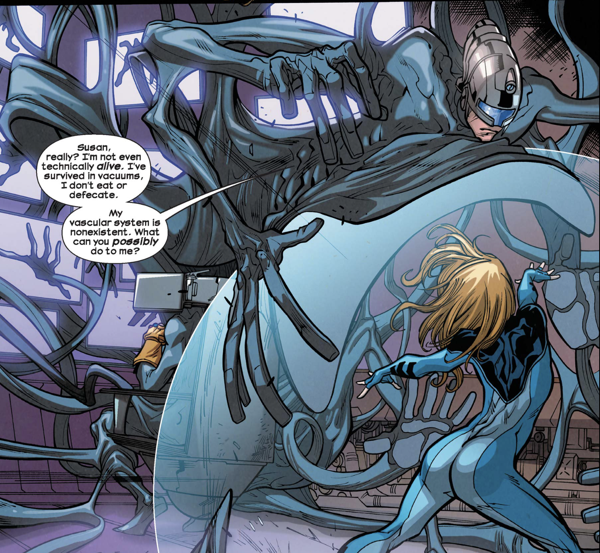 Susan,
really? I'm not even
technically alive. I've
survived in vacuums,
I don't eat or
defecate.
My
vascular system is
nonexistent. What
can you possibly
do to me?